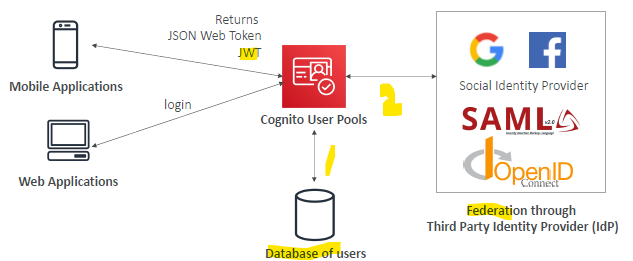 Returns
JSON Web Token
JWT
Mobile Applications
login
Web Applications
Cognito User Pools
2
1
Database of users
G
f
Social Identity Provider
SAML v2.0
OpenID
Connect
Federation through
Third Party Identity Provider (IdP)